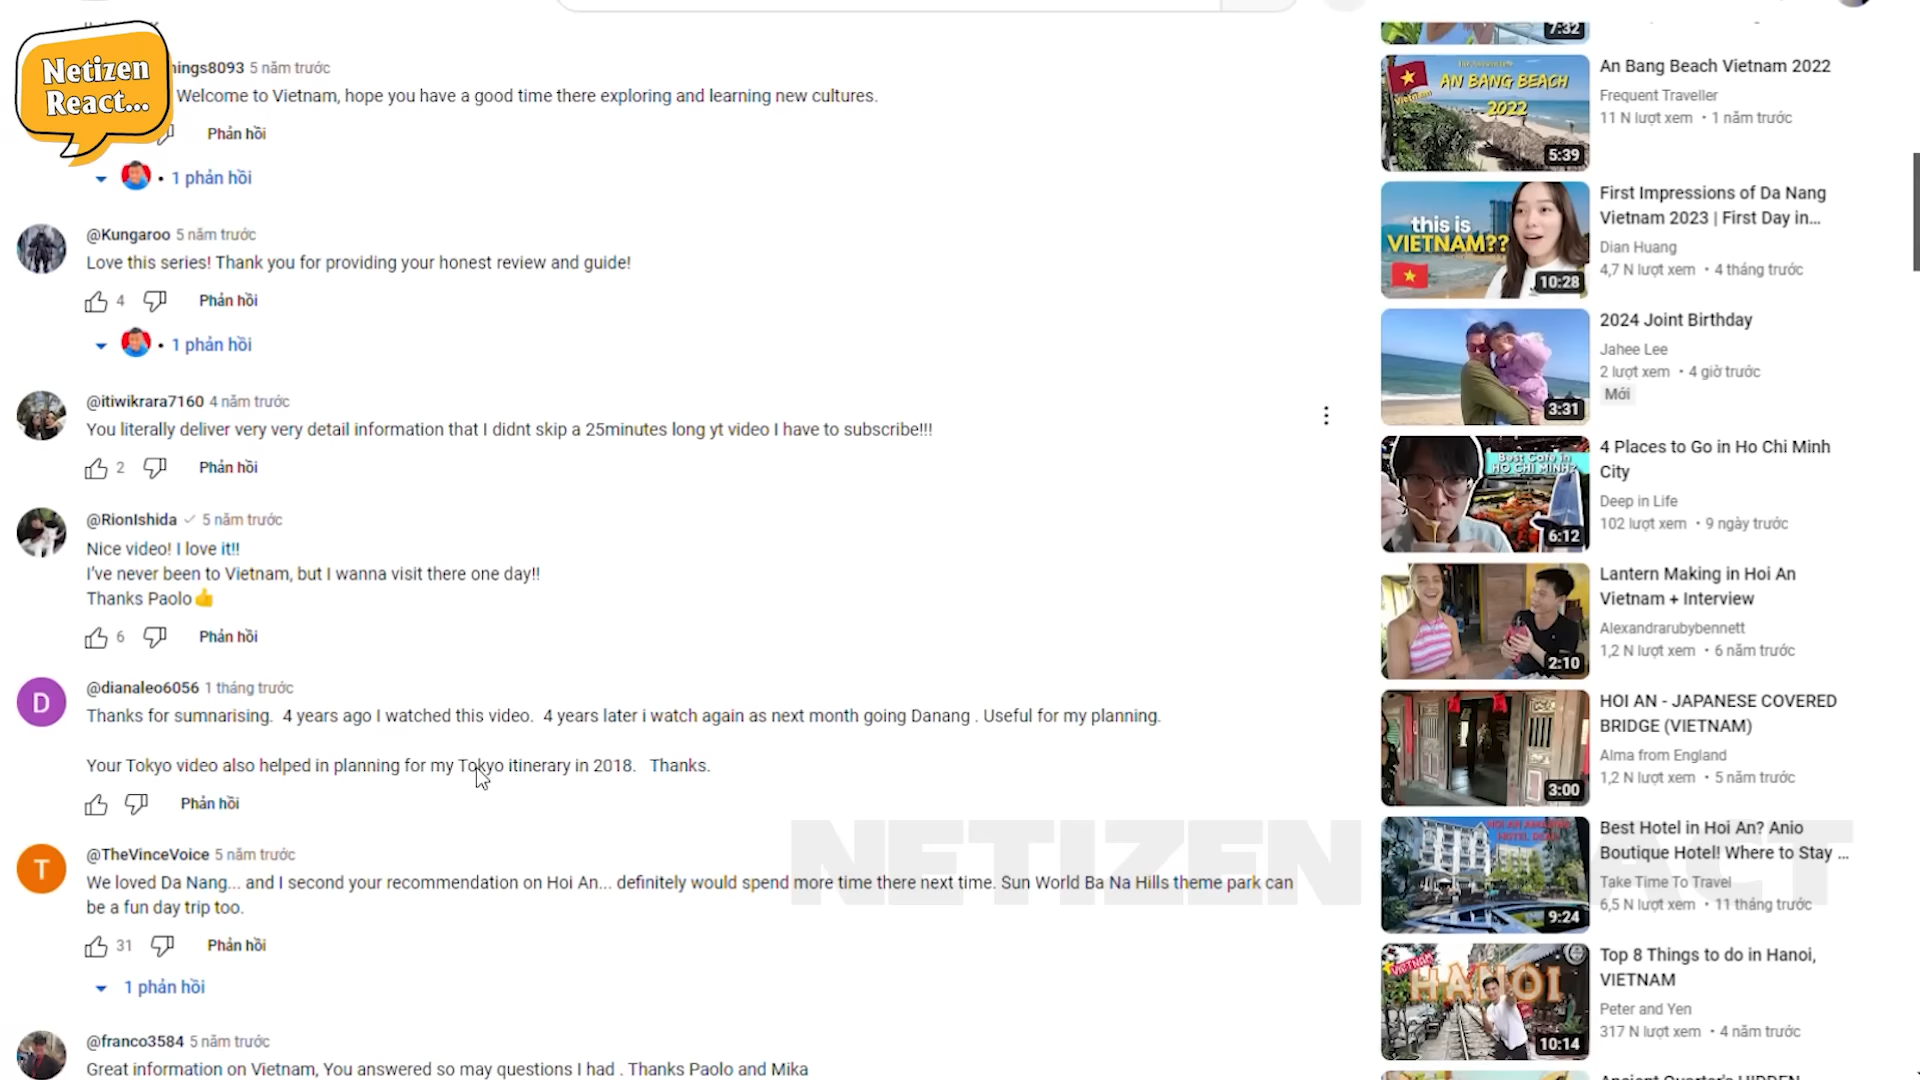 Netizen
React...
nings8093 5 năm trước
Welcome to Vietnam, hope you have a good time there exploring and learning new cultures.
Phản hồi
1 phản hồi
@Kungaroo 5 năm trước
Love this series! Thank you for providing your honest review and guide!
4 Phản hồi
1 phản hồi
@itiwikrara7160 4 năm trước
You literally deliver very very detail information that I didnt skip a 25minutes long yt video I have to subscribe!!!
2 Phản hồi
@RionIshida 5 năm trước
Nice video! I love it!!
I've never been to Vietnam, but I wanna visit there one day!!
Thanks Paolo👍
6 Phản hồi
D
@dianaleo6056 1 tháng trước
Thanks for sumnarising. 4 years ago I watched this video. 4 years later i watch again as next month going Danang . Useful for my planning.
Your Tokyo video also helped in planning for my Tokyo itinerary in 2018. Thanks.
Phản hồi
T
@TheVinceVoice 5 năm trước
We loved Da Nang... and I second your recommendation on Hoi An... definitely would spend more time there next time. Sun World Ba Na Hills theme park can
be a fun day trip too.
31 Phản hồi
1 phản hồi
@franco3584 5 năm trước
Great information on Vietnam, You answered so may questions I had . Thanks Paolo and Mika
NETIZEN ACT
7:32
Vietnam
AN BANG BEACH
2022
5:39
An Bang Beach Vietnam 2022
Frequent Traveller
11 N lượt xem • 1 năm trước
this is
VIETNAM??
10:28
First Impressions of Da Nang
Vietnam 2023 | First Day in...
Dian Huang
4,7 N lượt xem • 4 tháng trước
3:31
2024 Joint Birthday
Jahee Lee
2 lượt xem • 4 giờ trước
Mới
Best Cafe in
HO CHI MINH?
6:12
4 Places to Go in Ho Chi Minh
City
Deep in Life
102 lượt xem • 9 ngày trước
2:10
Lantern Making in Hoi An
Vietnam + Interview
Alexandrarubybennett
1,2 N lượt xem • 6 năm trước
3:00
HOI AN - JAPANESE COVERED
BRIDGE (VIETNAM)
Alma from England
1,2 N lượt xem • 5 năm trước
9:24
Best Hotel in Hoi An? Anio
Boutique Hotel! Where to Stay ...
Take Time To Travel
6,5 N lượt xem • 11 tháng trước
VIETNAM
HANOI
10:14
Top 8 Things to do in Hanoi,
VIETNAM
Peter and Yen
317 N lượt xem • 4 năm trước